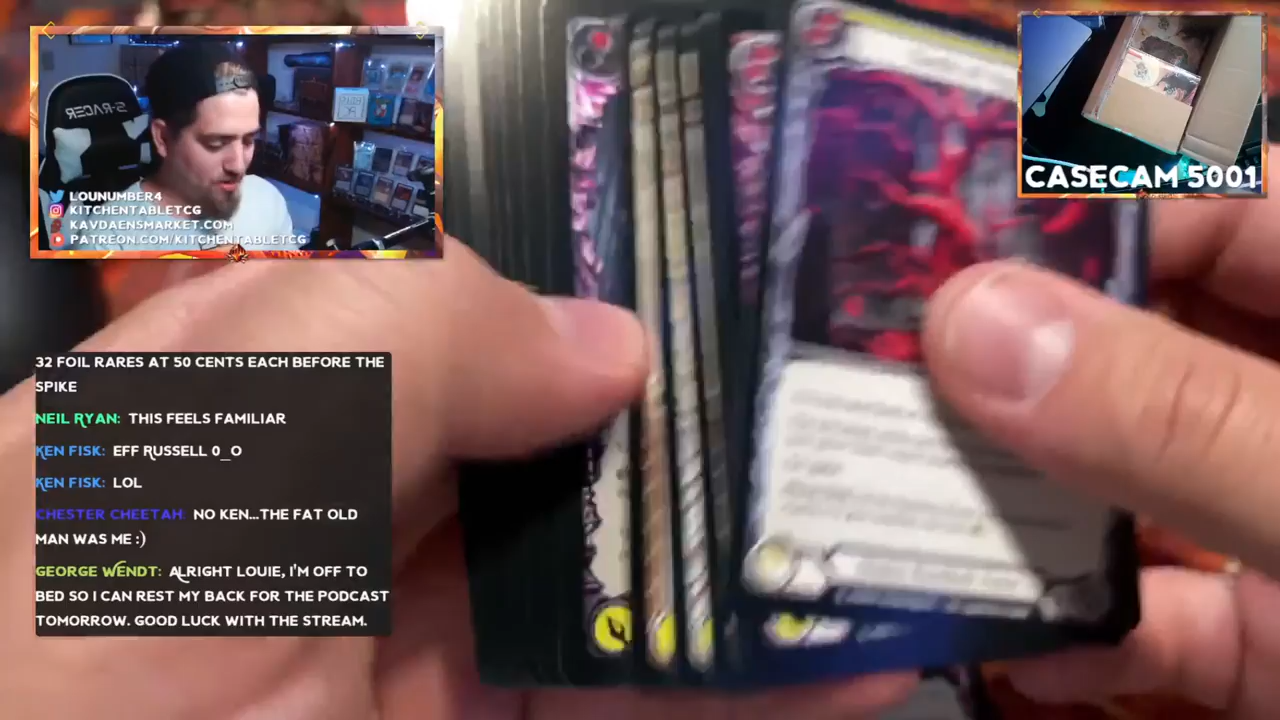 S-RACER
LOUNUMBER4
KITCHENTABLETCG
KAVDAENSMARKET.COM
PATREON.COM/KITCHENTABLETCG
CASECAM 5001
32 FOIL RARES AT 50 CENTS EACH BEFORE THE
SPIKE
NEIL RYAN: THIS FEELS FAMILIAR
KEN FISK: EFF RUSSELL O_O
KEN FISK: LOL
CHESTER CHEETAH: NO KEN...THE FAT OLD
MAN WAS ME :)
GEORGE WENDT: ALRIGHT LOUIE, I'M OFF TO
BED SO I CAN REST MY BACK FOR THE PODCAST
TOMORROW. GOOD LUCK WITH THE STREAM.